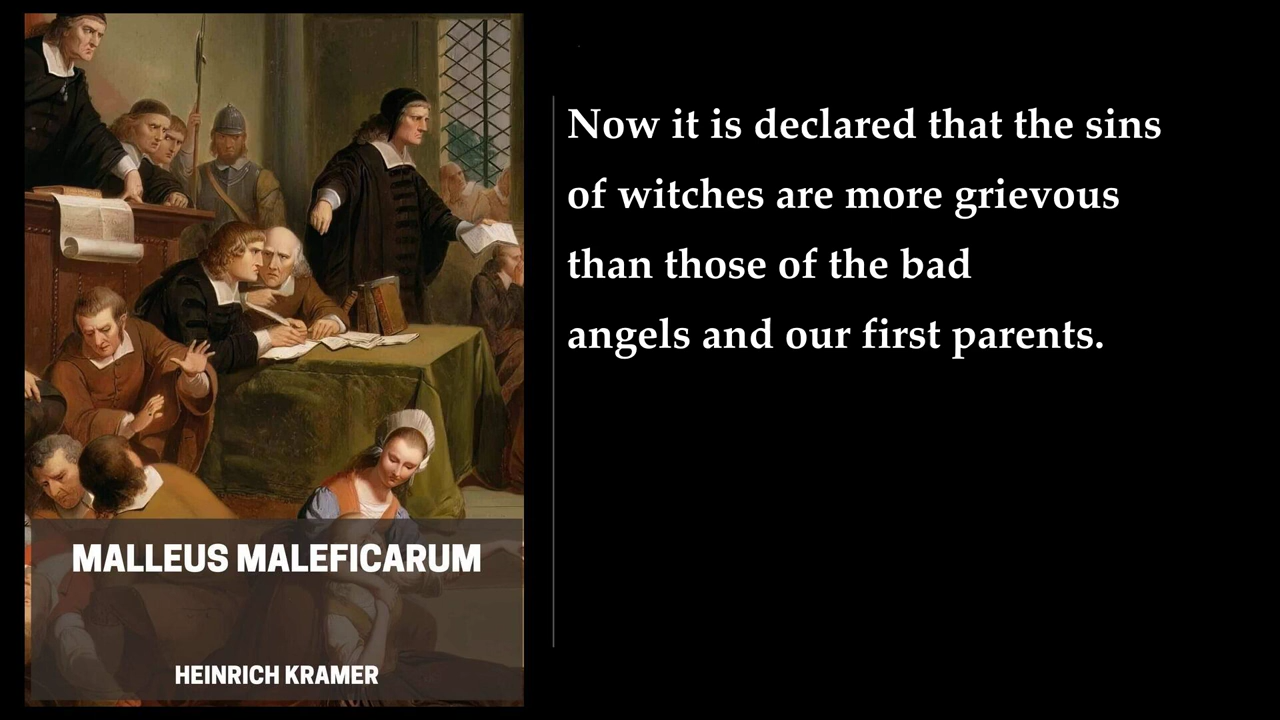 MALLEUS MALEFICARUM
HEINRICH KRAMER
Now it is declared that the sins
of witches are more grievous
than those of the bad
angels and our first parents.